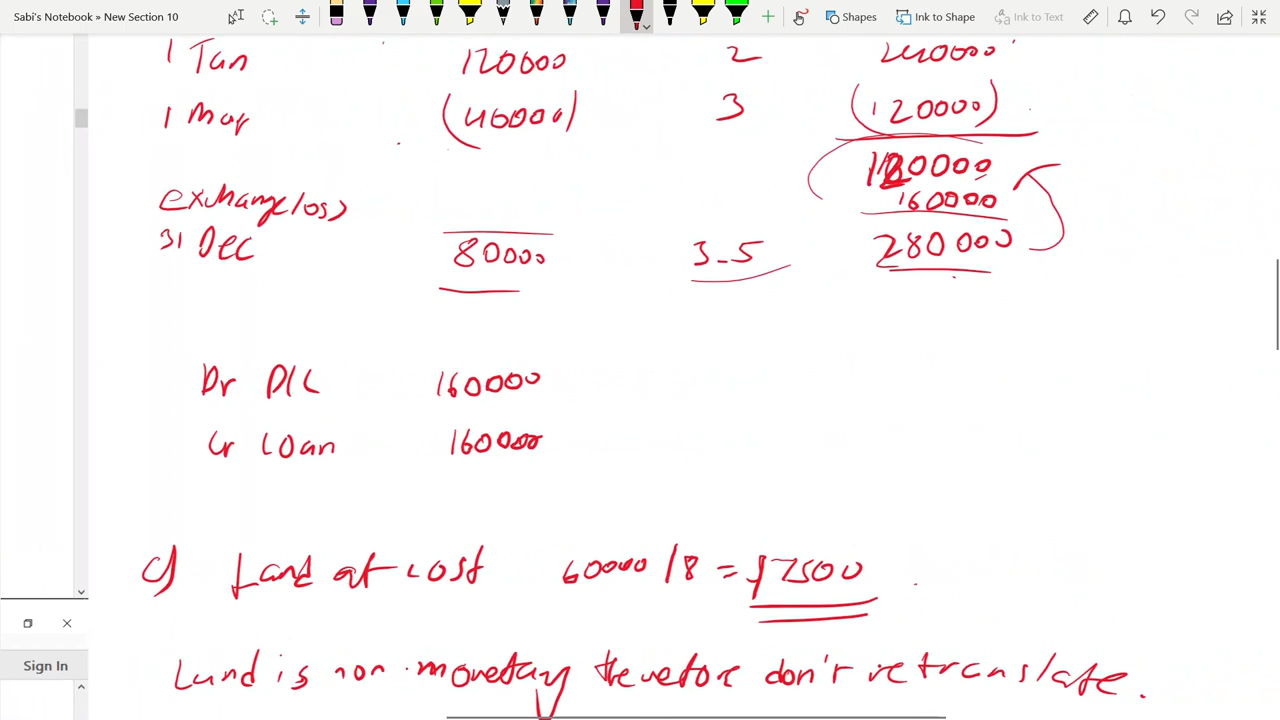 Sabi's Notebook » New Section 10
Shapes
Ink to Shape
Ink to Text
1 Jan 120000 2 240000
1 Mar (40000) 3 (120000)
120000
exchange loss 160000
31 Dec 80000 3.5 280000
Dr P/L 160000
Cr Loan 160000
c) Land at cost 60000/8 = $7500
Sign In
Land is non-monetary therefore don't retranslate.